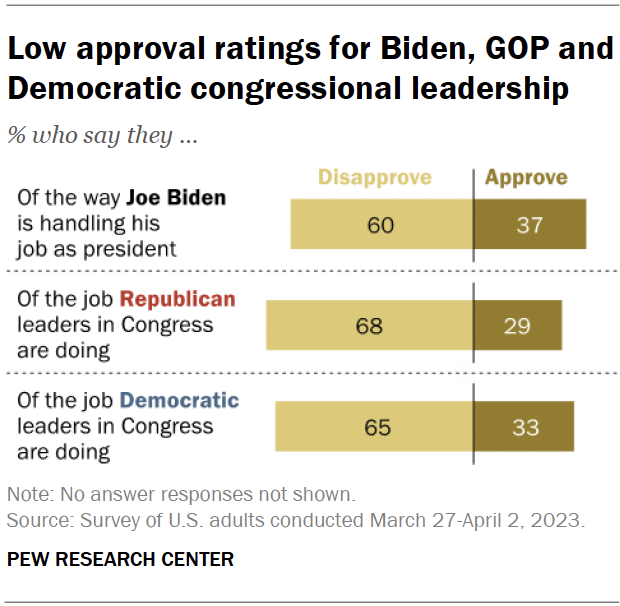 Low approval ratings for Biden, GOP and
Democratic congressional leadership
% who say they ...
Disapprove Approve
Of the way Joe Biden
is handling his
job as president
60 37
Of the job Republican
leaders in Congress
are doing
68 29
Of the job Democratic
leaders in Congress
are doing
65 33
Note: No answer responses not shown.
Source: Survey of U.S. adults conducted March 27-April 2, 2023.
PEW RESEARCH CENTER